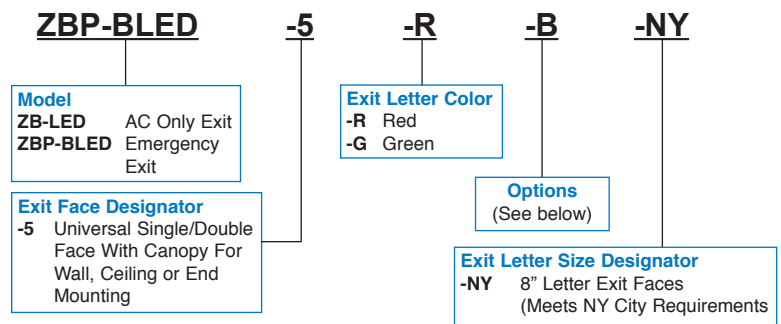 ZBP-BLED -5 -R -B -NY
Model
ZB-LED AC Only Exit
ZBP-BLED Emergency
Exit
Exit Letter Color
-R Red
-G Green
Options
(See below)
Exit Face Designator
-5 Universal Single/Double
Face With Canopy For
Wall, Ceiling or End
Mounting
Exit Letter Size Designator
-NY 8" Letter Exit Faces
(Meets NY City Requirements